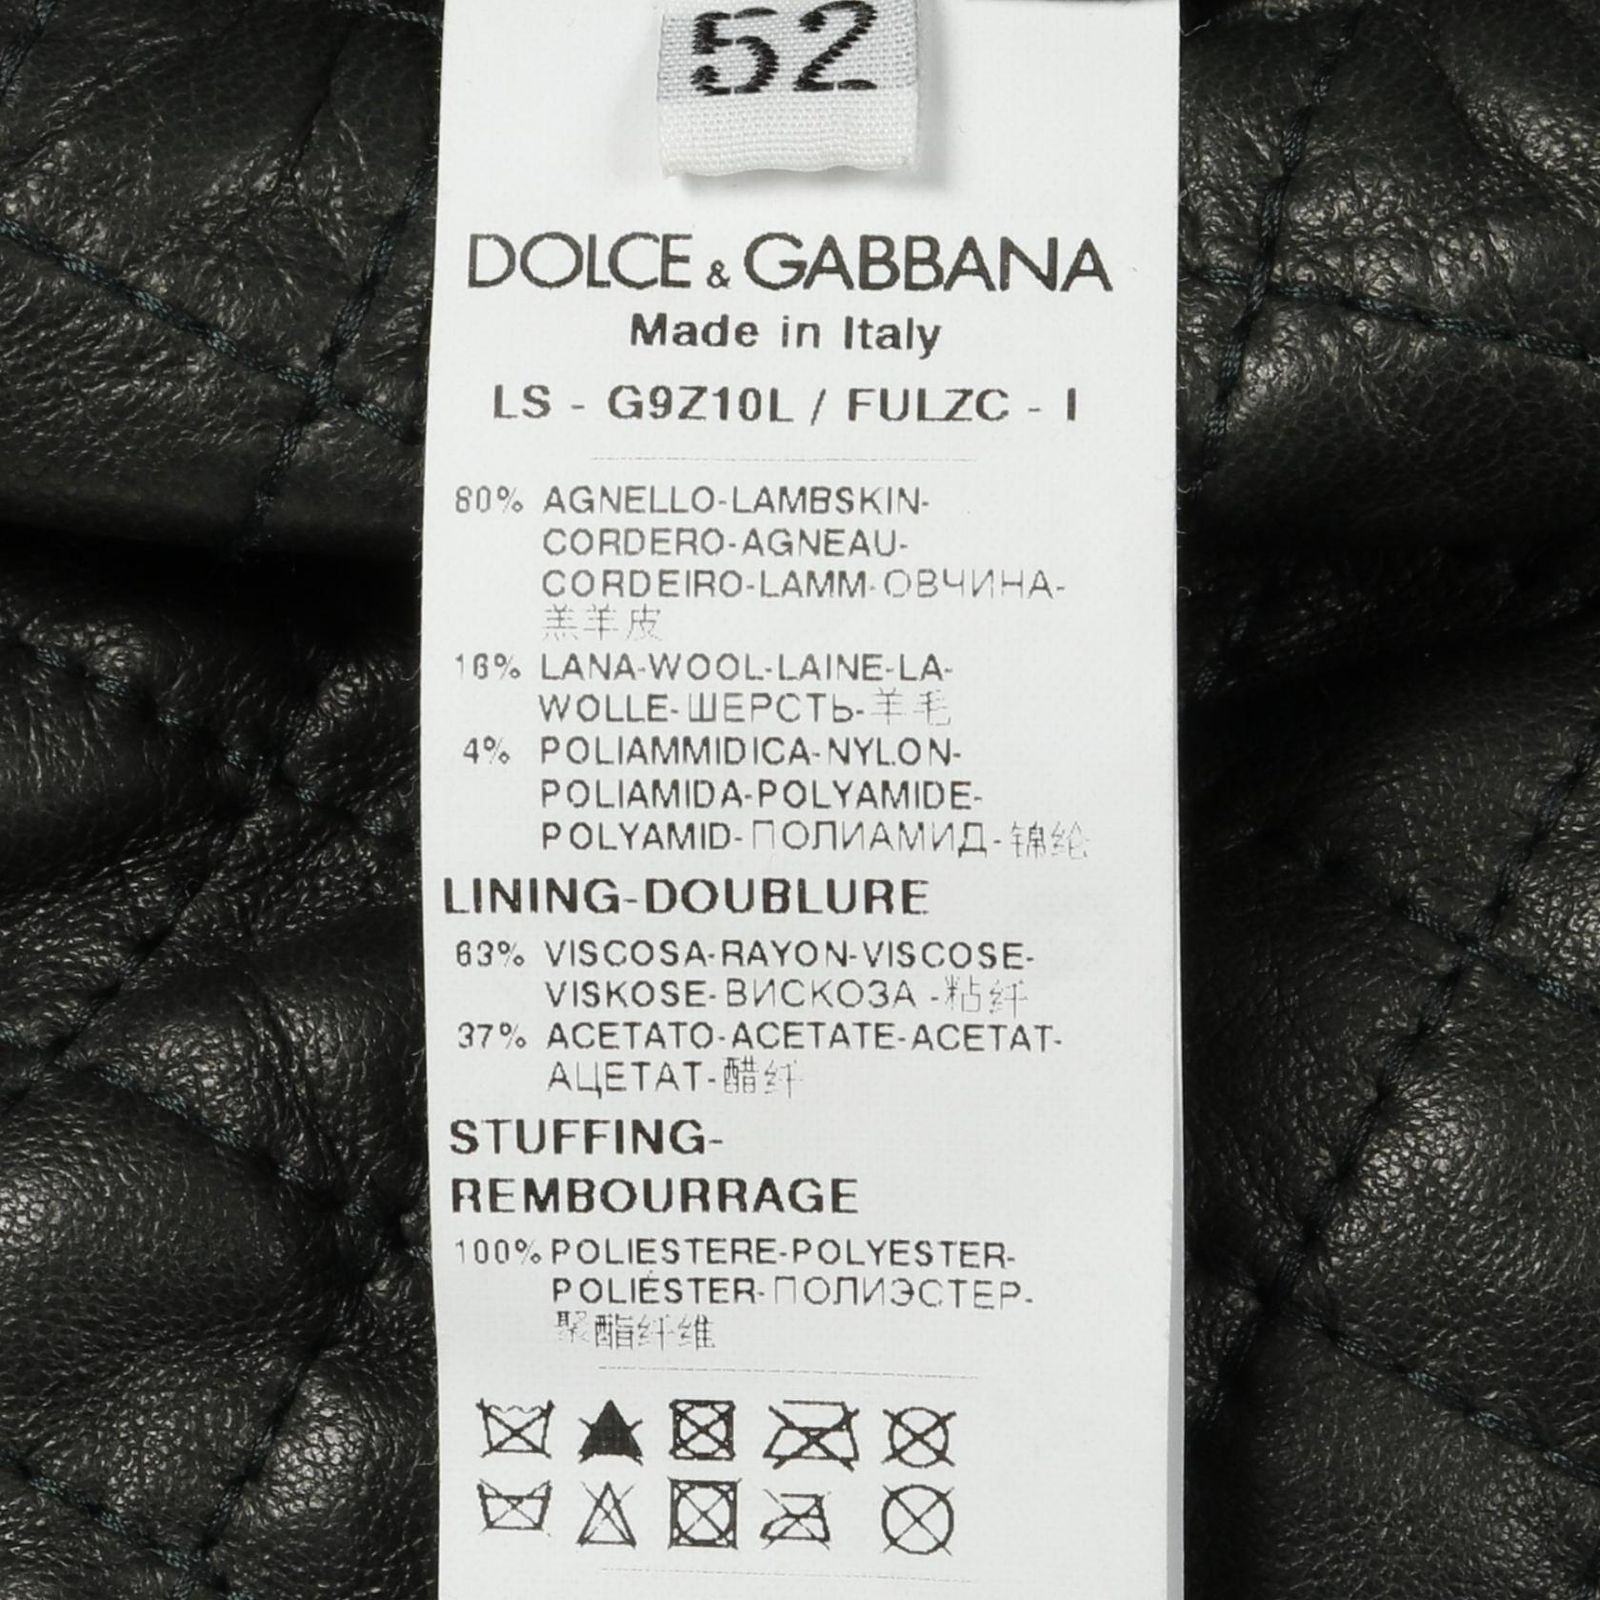 52
DOLCE & GABBANA
Made in Italy
LS - G9Z10L / FULZC - I
80% AGNELLO-LAMBSKIN-
CORDERO-AGNEAU-
CORDEIRO-LAMM-ОВЧИНА-
羔羊皮
16% LANA-WOOL-LAINE-LA-
WOLLE-ШЕРСТЬ-羊毛
4% POLIAMMIDICA-NYLON-
POLIAMIDA-POLYAMIDE-
POLYAMID-ПОЛИАМИД-锦纶
LINING-DOUBLURE
63% VISCOSA-RAYON-VISCOSE-
VISKOSE-ВИСКОЗА -粘纤
37% ACETATO-ACETATE-ACETAT-
АЦЕТАТ-醋纤
STUFFING-
REMBOURRAGE
100% POLIESTERE-POLYESTER-
POLIÉSTER-ПОЛИЭСТЕР-
聚酯纤维